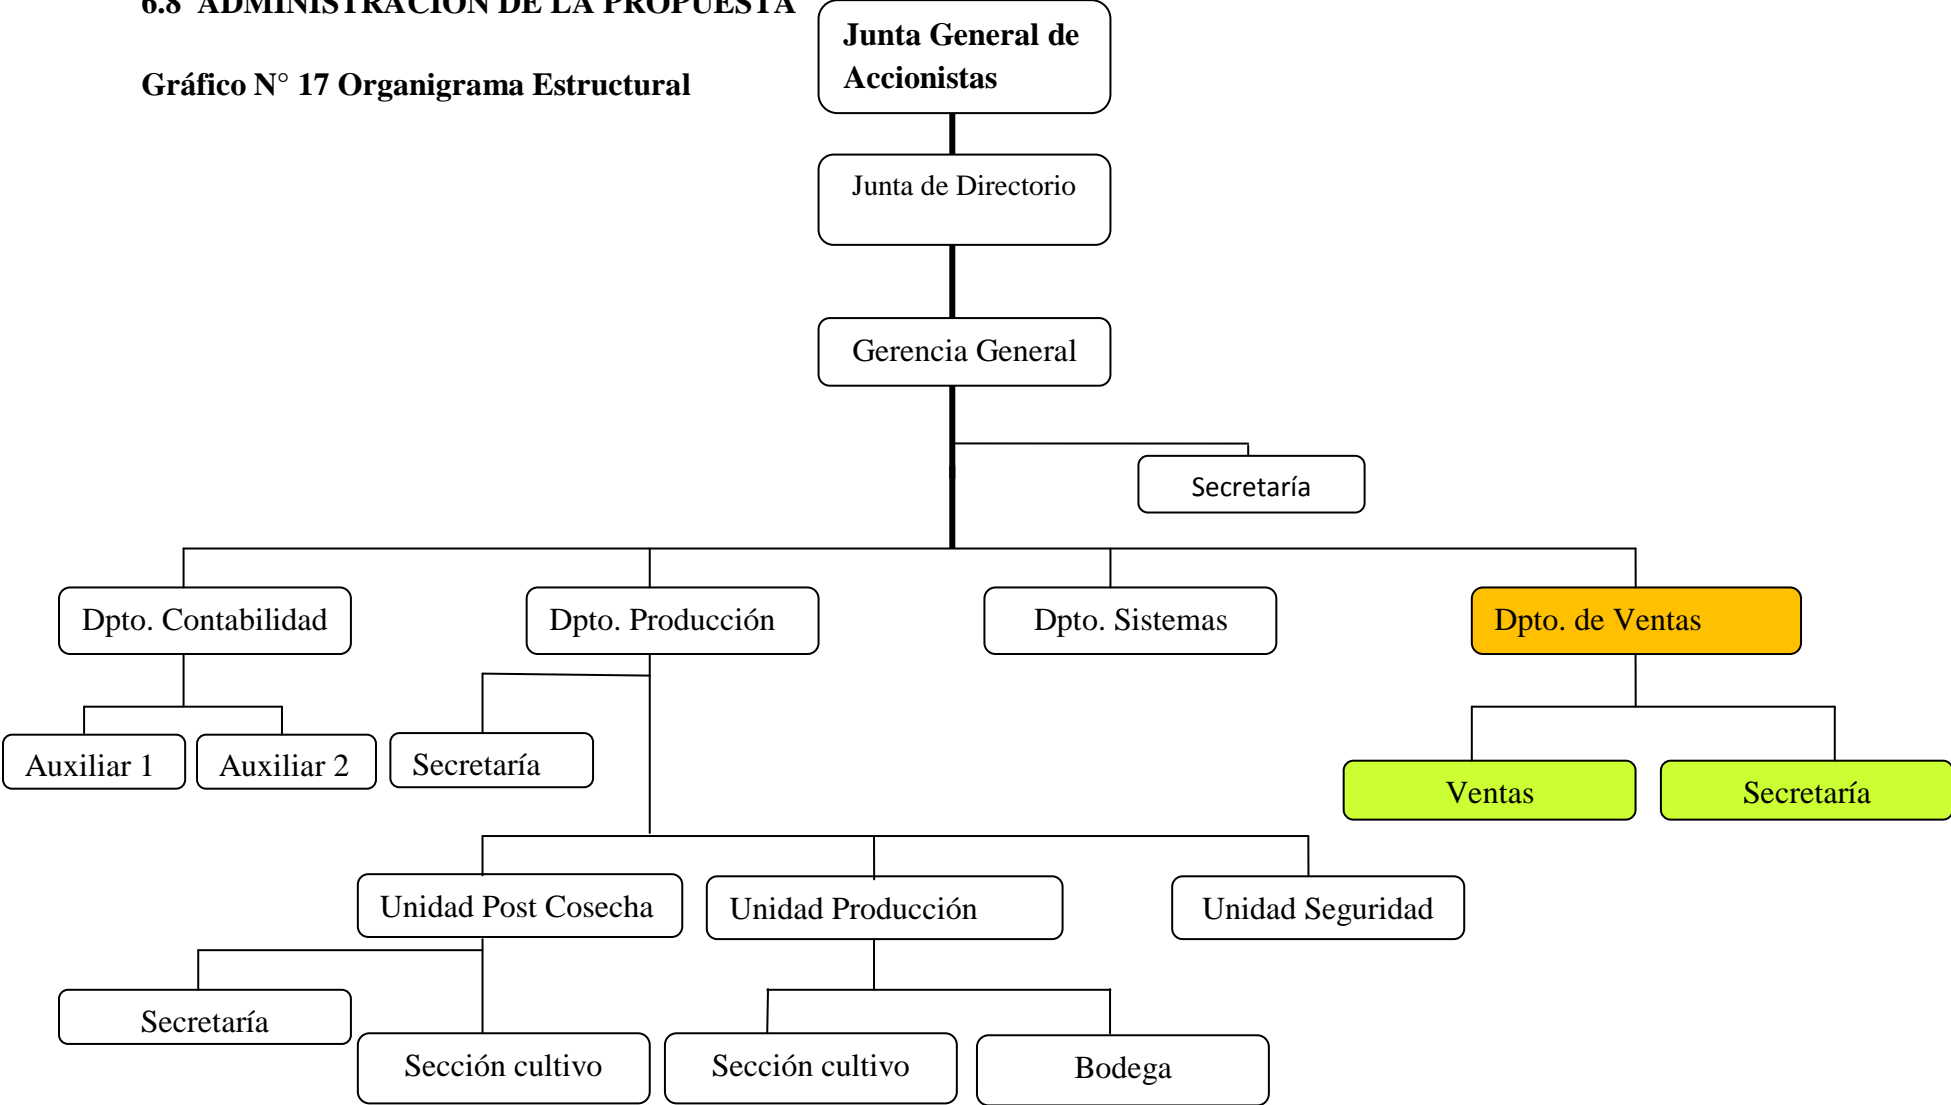 6.8 ADMINISTRACIÓN DE LA PROPUESTA
Gráfico N° 17 Organigrama Estructural
Junta General de
Accionistas
Junta de Directorio
Gerencia General
Secretaría
Dpto. Contabilidad
Dpto. Producción
Dpto. Sistemas
Dpto. de Ventas
Auxiliar 1
Auxiliar 2
Secretaría
Ventas
Secretaría
Unidad Post Cosecha
Unidad Producción
Unidad Seguridad
Secretaría
Sección cultivo
Sección cultivo
Bodega